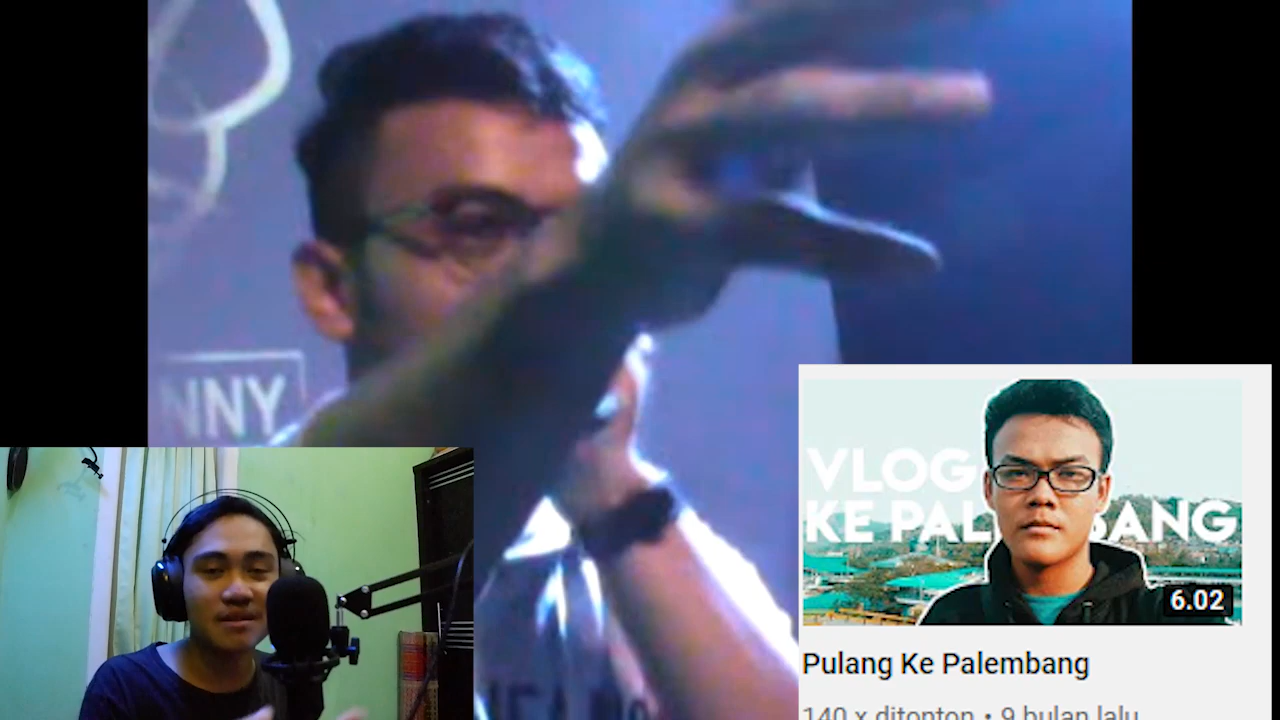 NNY
VLOG
KE PAL BANG
6.02
Pulang Ke Palembang
140 x ditonton • 9 bulan lalu